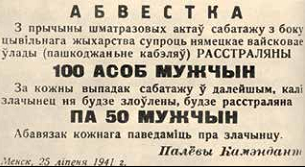 АБВЕСТКА
З прычыны шматразовых актаў сабатажу з боку
цывільнага жыхарства супроць нямецкае вайсковае
ўлады (пашкоджаньне кабэляў) РАССТРАЛЯНЫ
100 АСОБ МУЖЧЫН
За кожны выпадак сабатажу ў далейшым, калі
злачынец ня будзе злоўлены, будзе расстраляна
ПА 50 МУЖЧЫН
Абавязак кожнага паведаміць пра злачынцу.
Палевы Камэндант
Менск, 25 ліпеня 1941 г.